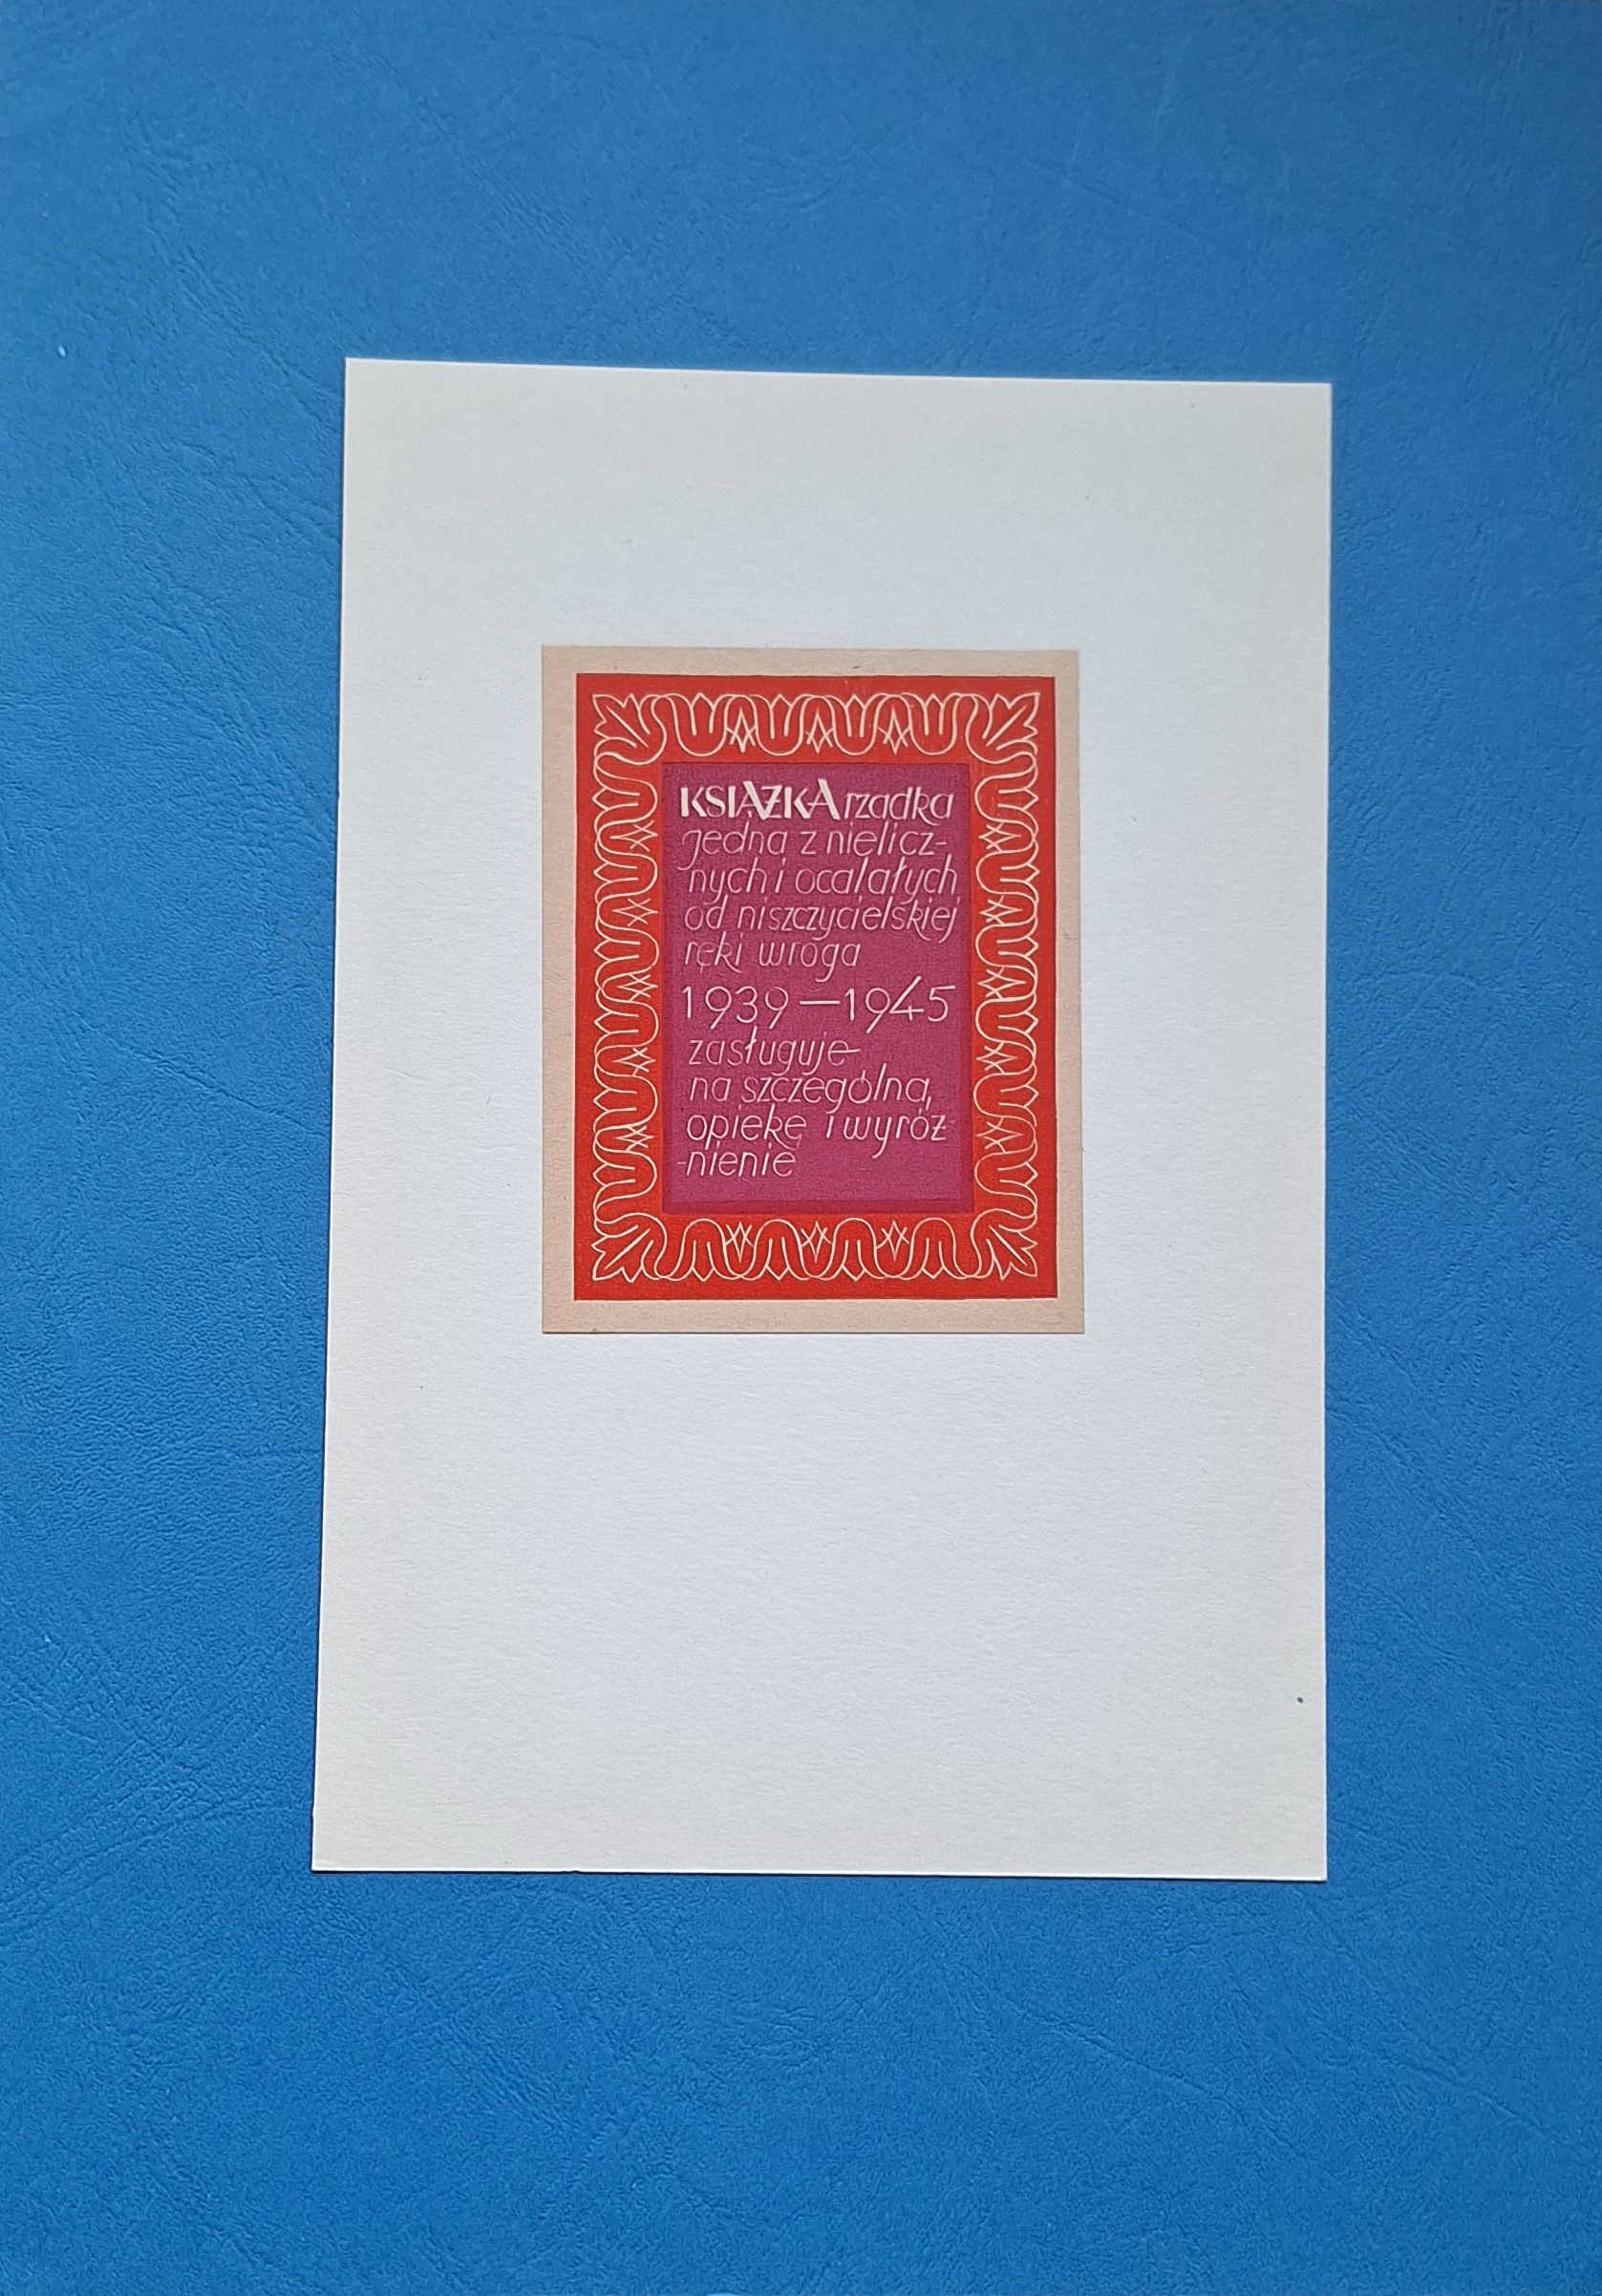 KSIĄŻKA rzadka
jedna z nielicz-
nych i ocalałych
od niszczycielskiej
ręki wroga
1939 — 1945
zasługuje
na szczególną
opiekę i wyróż
-nienie